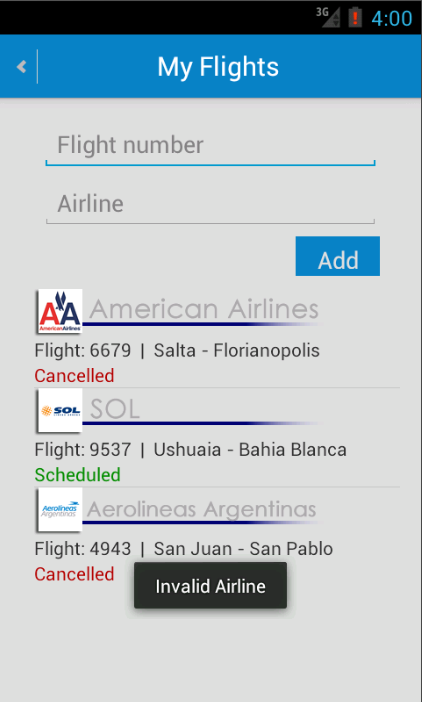 3G 4:00
My Flights
Flight number
Airline
Add
AA
AmericanAirlines
American Airlines
Flight: 6679 | Salta - Florianopolis
Cancelled
SOL
SOL
Flight: 9537 | Ushuaia - Bahia Blanca
Scheduled
Aerolineas
Argentinas
Aerolineas Argentinas
Flight: 4943 | San Juan - San Pablo
Cancelled
Invalid Airline